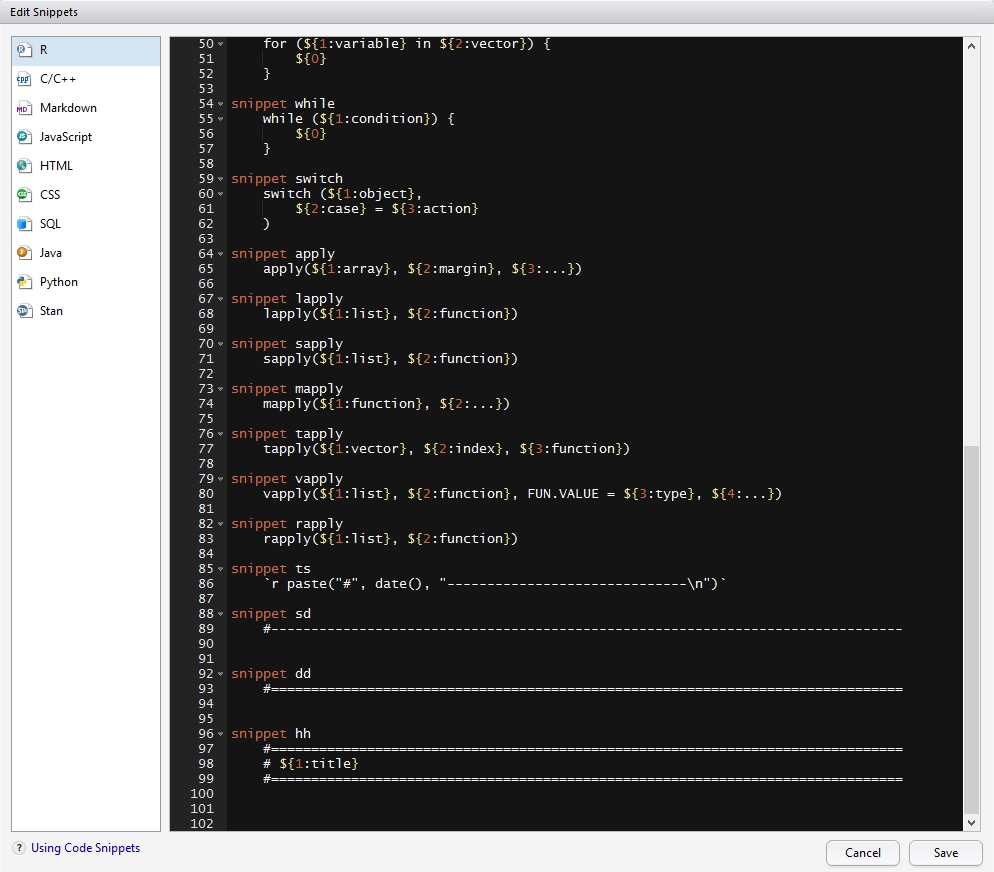 Edit Snippets
R
C/C++
Markdown
JavaScript
HTML
CSS
SQL
Java
Python
Stan
50     for (${1:variable} in ${2:vector}) {
51         ${0}
52     }
53
54 snippet while
55     while (${1:condition}) {
56         ${0}
57     }
58
59 snippet switch
60     switch (${1:object},
61         ${2:case} = ${3:action}
62     )
63
64 snippet apply
65     apply(${1:array}, ${2:margin}, ${3:...})
66
67 snippet lapply
68     lapply(${1:list}, ${2:function})
69
70 snippet sapply
71     sapply(${1:list}, ${2:function})
72
73 snippet mapply
74     mapply(${1:function}, ${2:...})
75
76 snippet tapply
77     tapply(${1:vector}, ${2:index}, ${3:function})
78
79 snippet vapply
80     vapply(${1:list}, ${2:function}, FUN.VALUE = ${3:type}, ${4:...})
81
82 snippet rapply
83     rapply(${1:list}, ${2:function})
84
85 snippet ts
86     `r paste("#", date(), "------------------------------\n")`
87
88 snippet sd
89     #-------------------------------------------------------------------------------
90
91
92 snippet dd
93     #===============================================================================
94
95
96 snippet hh
97     #===============================================================================
98     # ${1:title}
99     #===============================================================================
100
101
102
? Using Code Snippets
Cancel
Save